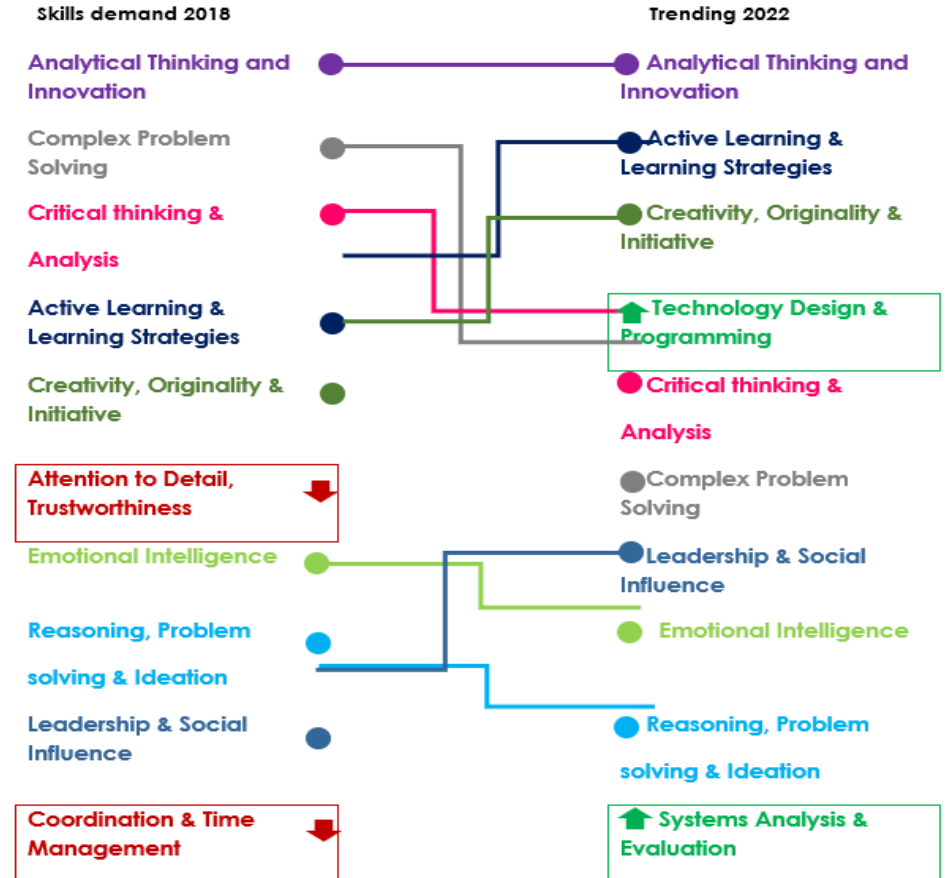 Skills demand 2018
Analytical Thinking and
Innovation
Complex Problem
Solving
Critical thinking &
Analysis
Active Learning &
Learning Strategies
Creativity, Originality &
Initiative
Attention to Detail,
Trustworthiness
Emotional Intelligence
Reasoning, Problem
solving & Ideation
Leadership & Social
Influence
Coordination & Time
Management
Trending 2022
Analytical Thinking and
Innovation
Active Learning &
Learning Strategies
Creativity, Originality &
Initiative
Technology Design &
Programming
Critical thinking &
Analysis
Complex Problem
Solving
Leadership & Social
Influence
Emotional Intelligence
Reasoning, Problem
solving & Ideation
Systems Analysis &
Evaluation